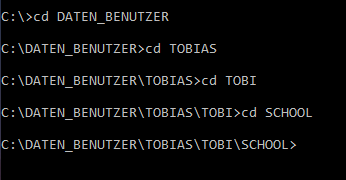 C:\>cd DATEN_BENUTZER
C:\DATEN_BENUTZER>cd TOBIAS
C:\DATEN_BENUTZER\TOBIAS>cd TOBI
C:\DATEN_BENUTZER\TOBIAS\TOBI>cd SCHOOL
C:\DATEN_BENUTZER\TOBIAS\TOBI\SCHOOL>